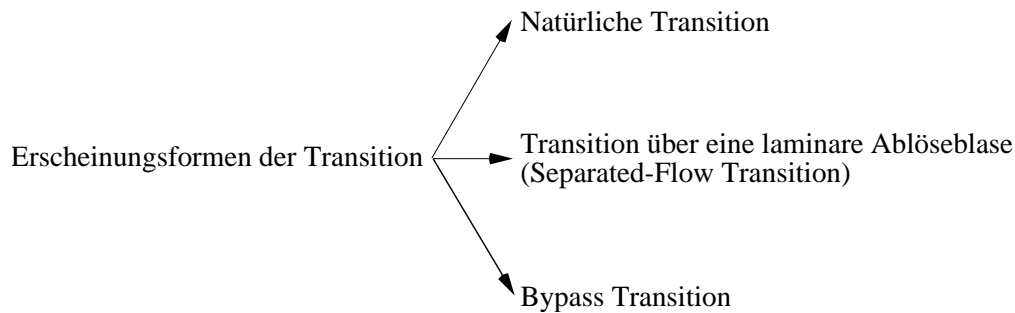 Natürliche Transition
Erscheinungsformen der Transition
Transition über eine laminare Ablöseblase
(Separated-Flow Transition)
Bypass Transition